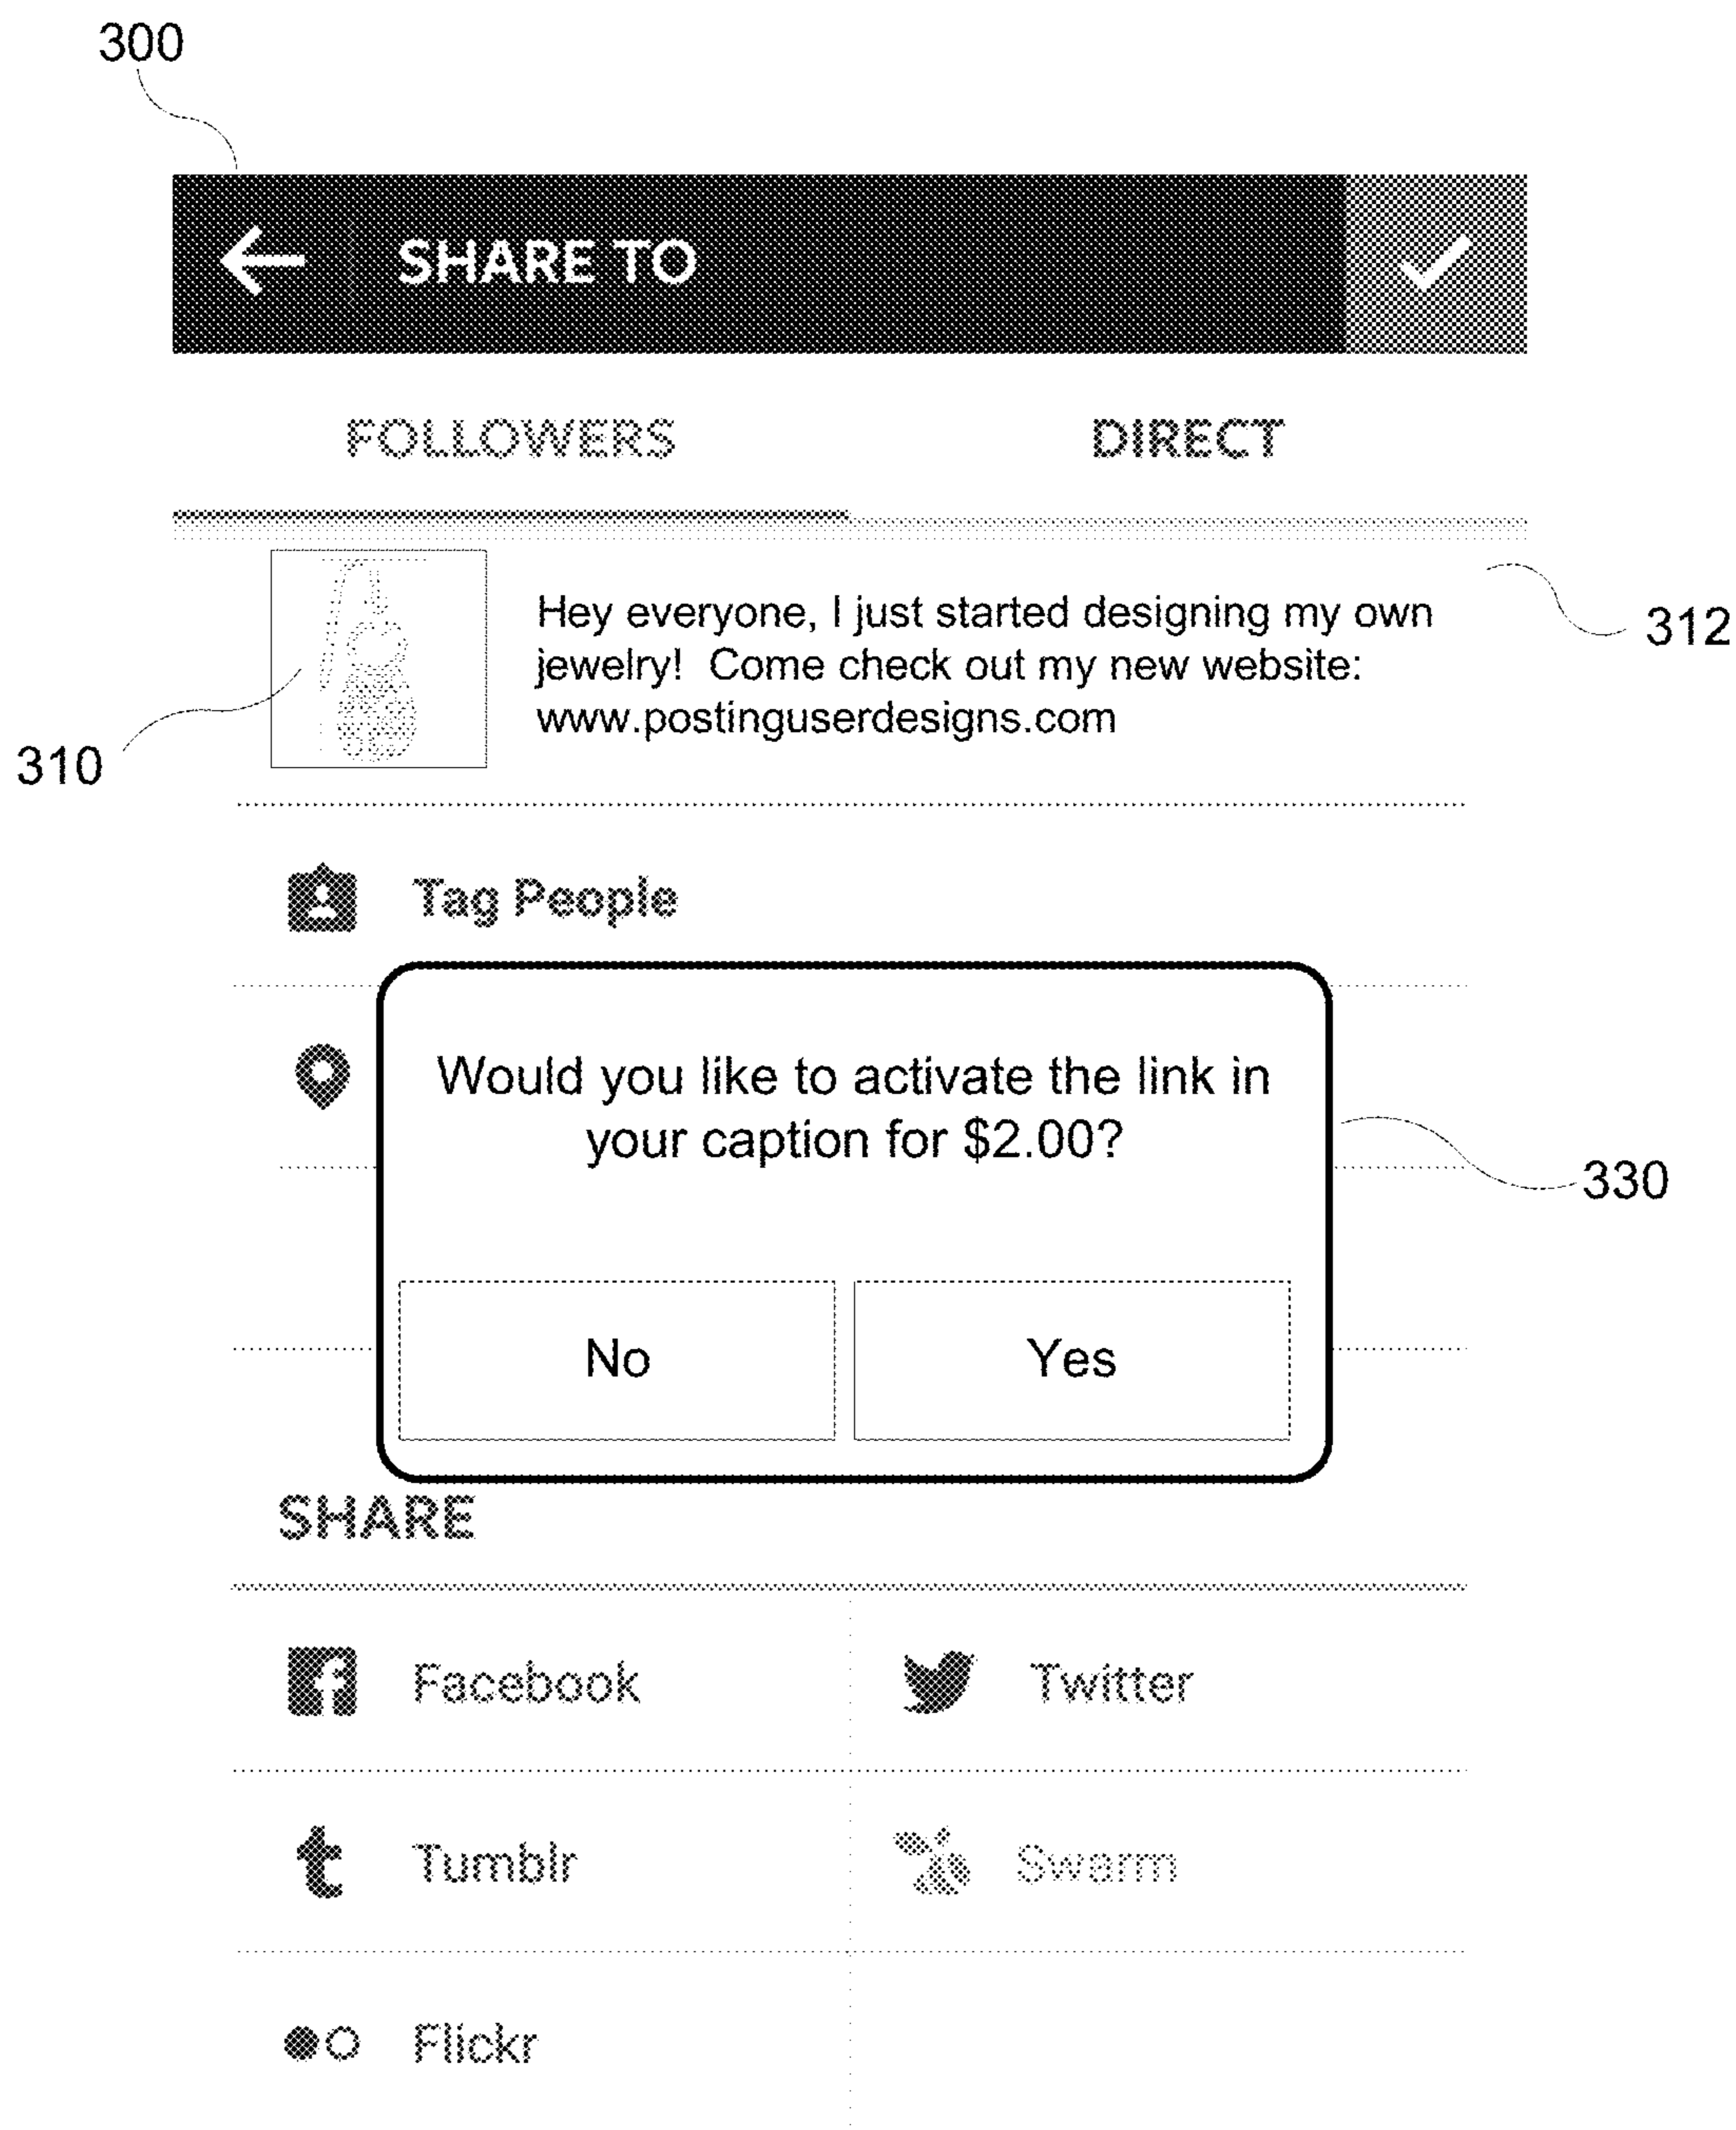 300
SHARE TO
FOLLOWERS
DIRECT
Hey everyone, I just started designing my own
jewelry! Come check out my new website:
www.postinguserdesigns.com
312
310
Tag People
Would you like to activate the link in
your caption for $2.00?
330
No
Yes
SHARE
Facebook
Twitter
Tumblr
Swarm
Flickr